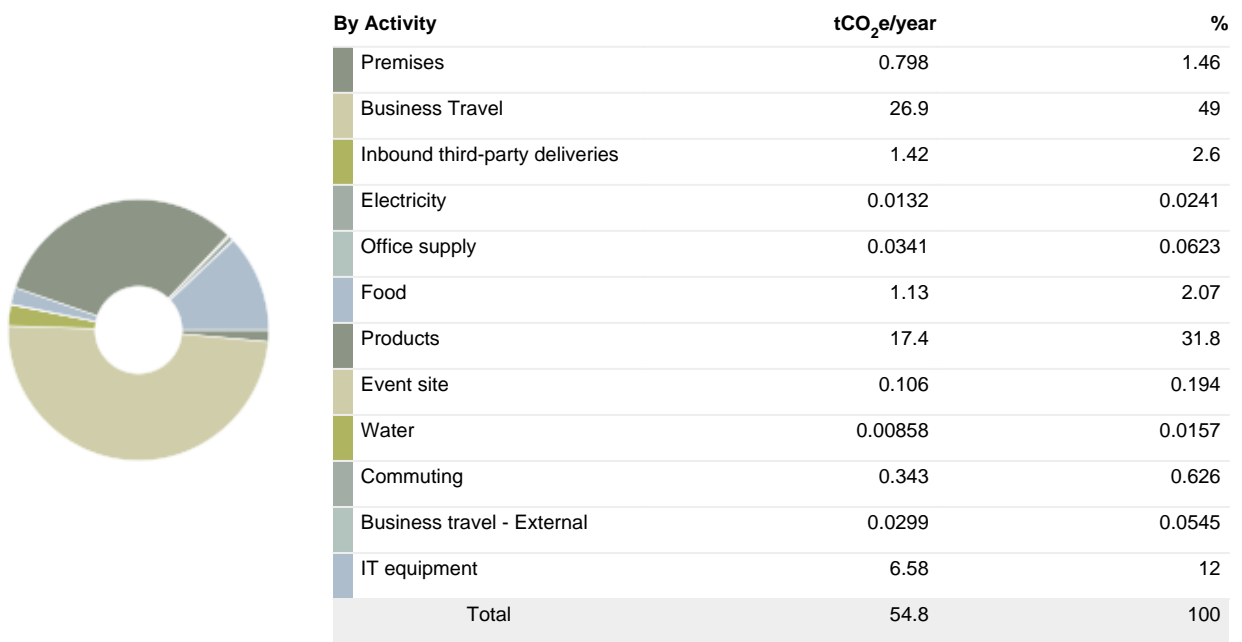 By Activity tCO2e/year %
Premises 0.798 1.46
Business Travel 26.9 49
Inbound third-party deliveries 1.42 2.6
Electricity 0.0132 0.0241
Office supply 0.0341 0.0623
Food 1.13 2.07
Products 17.4 31.8
Event site 0.106 0.194
Water 0.00858 0.0157
Commuting 0.343 0.626
Business travel - External 0.0299 0.0545
IT equipment 6.58 12
Total 54.8 100